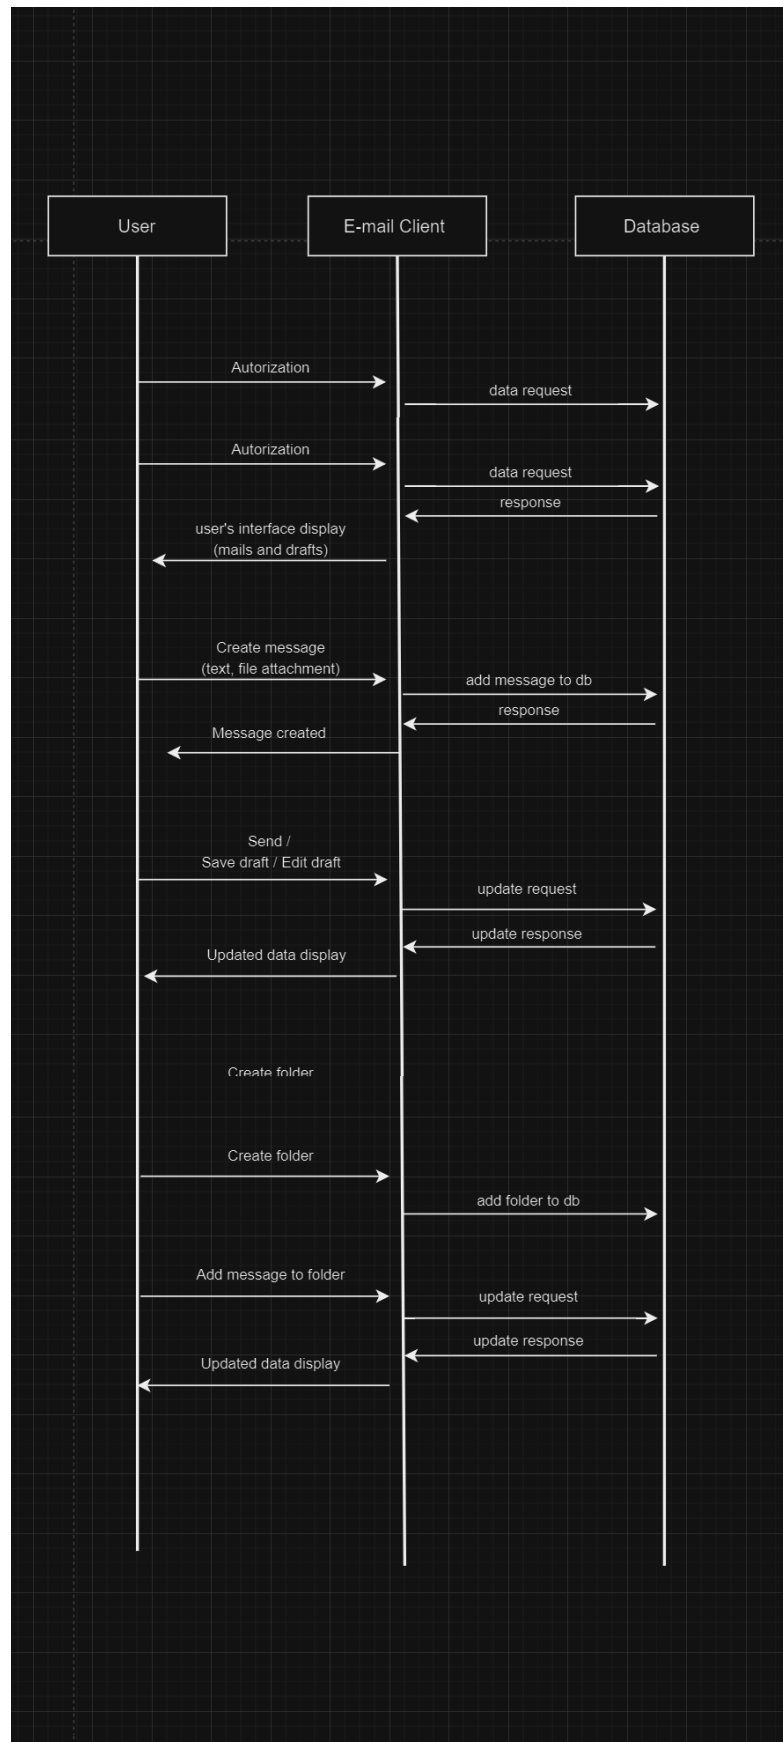 User
E-mail Client
Database
Autorization
data request
Autorization
data request
response
user's interface display
(mails and drafts)
Create message
(text, file attachment)
add message to db
response
Message created
Send /
Save draft / Edit draft
update request
update response
Updated data display
Create folder
Create folder
add folder to db
Add message to folder
update request
update response
Updated data display